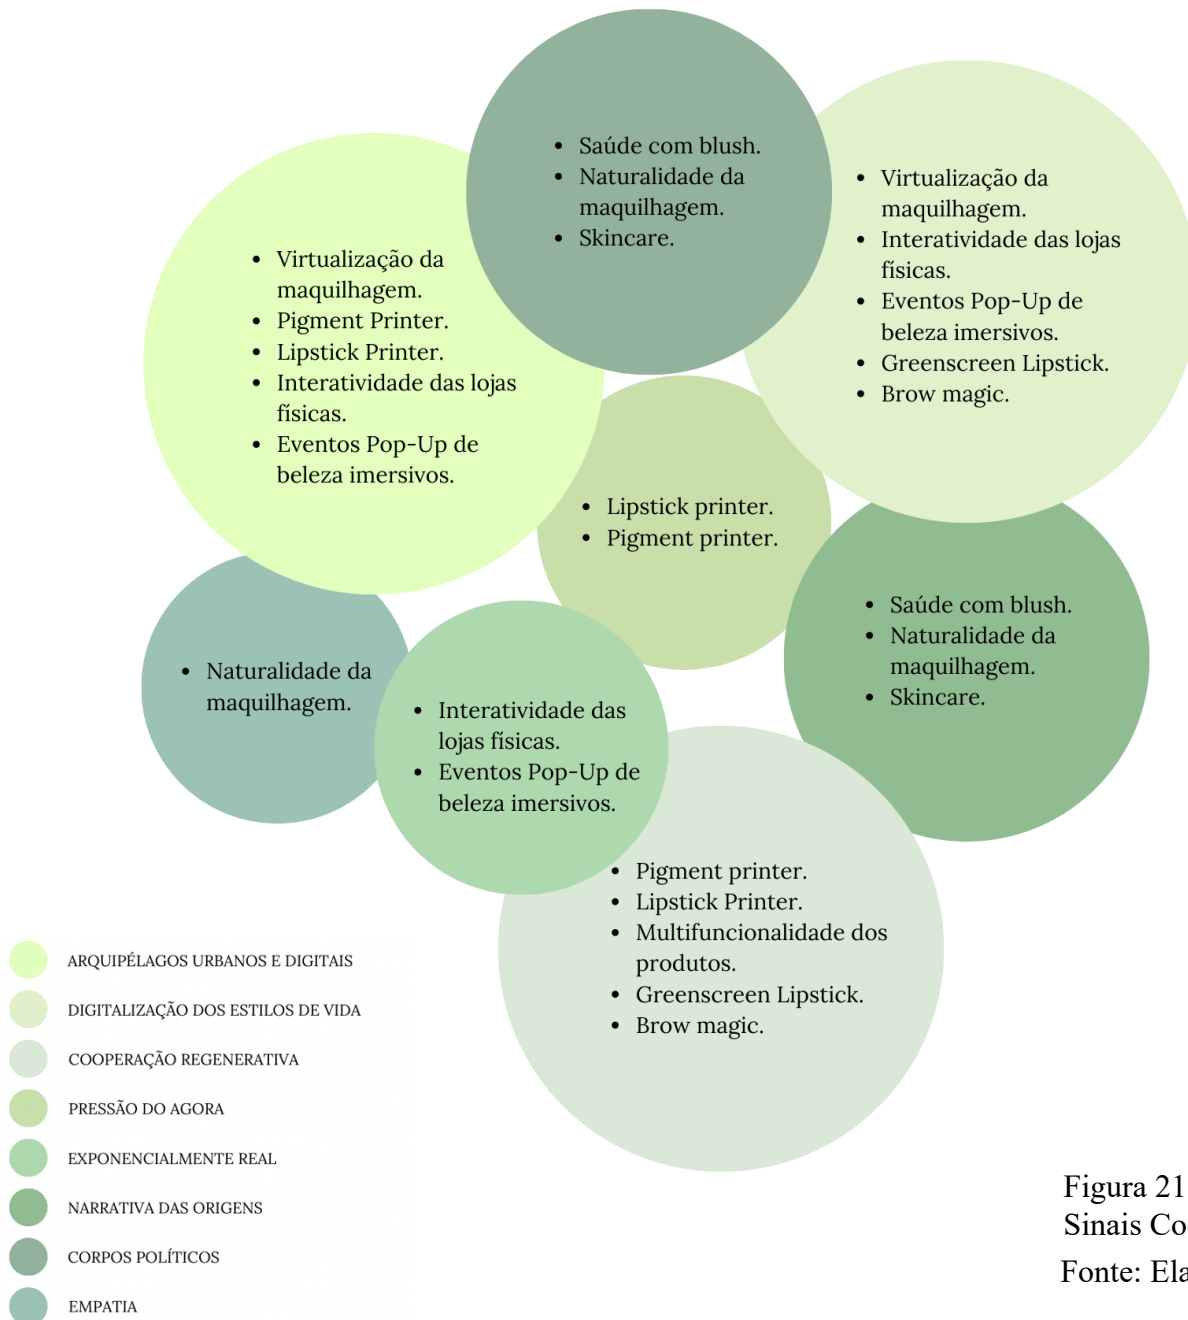 • Saúde com blush.
• Naturalidade da
maquilhagem.
• Skincare.
• Virtualização da
maquilhagem.
• Interatividade das lojas
físicas.
• Eventos Pop-Up de
beleza imersivos.
• Greenscreen Lipstick.
• Brow magic.
• Virtualização da
maquilhagem.
• Pigment Printer.
• Lipstick Printer.
• Interatividade das lojas
físicas.
• Eventos Pop-Up de
beleza imersivos.
• Lipstick printer.
• Pigment printer.
• Saúde com blush.
• Naturalidade da
maquilhagem.
• Skincare.
• Naturalidade da
maquilhagem.
• Interatividade das
lojas físicas.
• Eventos Pop-Up de
beleza imersivos.
• Pigment printer.
• Lipstick Printer.
• Multifuncionalidade dos
produtos.
• Greenscreen Lipstick.
• Brow magic.
ARQUIPÉLAGOS URBANOS E DIGITAIS
DIGITALIZAÇÃO DOS ESTILOS DE VIDA
COOPERAÇÃO REGENERATIVA
PRESSÃO DO AGORA
EXPONENCIALMENTE REAL
NARRATIVA DAS ORIGENS
CORPOS POLÍTICOS
EMPATIA
Figura 21
Sinais Co
Fonte: Ela